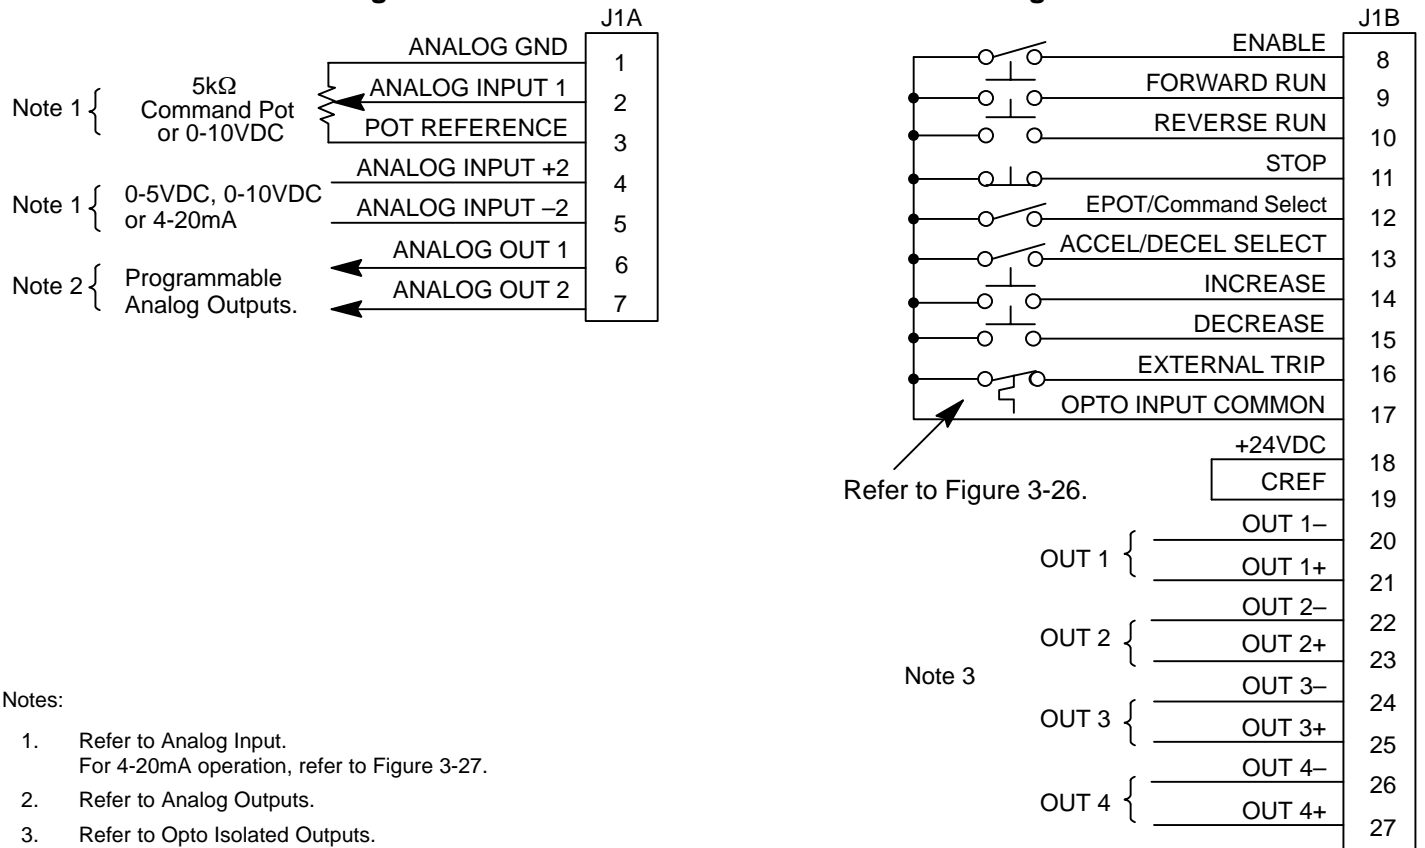 J1A
ANALOG GND
1
Note 1
5kΩ
Command Pot
or 0-10VDC
ANALOG INPUT 1
2
POT REFERENCE
3
Note 1
0-5VDC, 0-10VDC
or 4-20mA
ANALOG INPUT +2
4
ANALOG INPUT –2
5
Note 2
Programmable
Analog Outputs.
ANALOG OUT 1
6
ANALOG OUT 2
7
J1B
ENABLE
8
FORWARD RUN
9
REVERSE RUN
10
STOP
11
EPOT/Command Select
12
ACCEL/DECEL SELECT
13
INCREASE
14
DECREASE
15
EXTERNAL TRIP
16
OPTO INPUT COMMON
17
Refer to Figure 3-26.
+24VDC
18
CREF
19
OUT 1
OUT 1–
20
OUT 1+
21
OUT 2
OUT 2–
22
OUT 2+
23
Note 3
OUT 3
OUT 3–
24
OUT 3+
25
OUT 4
OUT 4–
26
OUT 4+
27
Notes:
1. Refer to Analog Input.
For 4-20mA operation, refer to Figure 3-27.
2. Refer to Analog Outputs.
3. Refer to Opto Isolated Outputs.